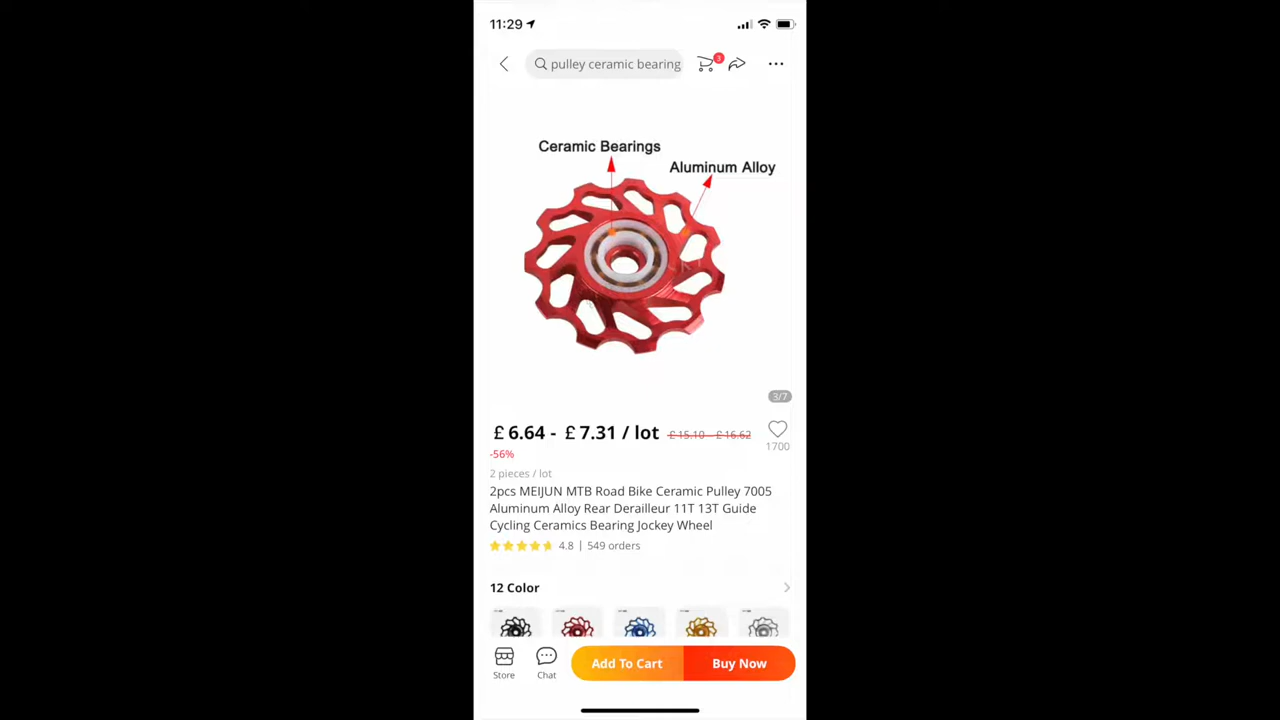 11:29
pulley ceramic bearing
3
Ceramic Bearings
Aluminum Alloy
3/7
£6.64 - £7.31 / lot £15.10 - £16.62
1700
-56%
2 pieces / lot
2pcs MEIJUN MTB Road Bike Ceramic Pulley 7005
Aluminum Alloy Rear Derailleur 11T 13T Guide
Cycling Ceramics Bearing Jockey Wheel
4.8 | 549 orders
12 Color
Store
Chat
Add To Cart
Buy Now